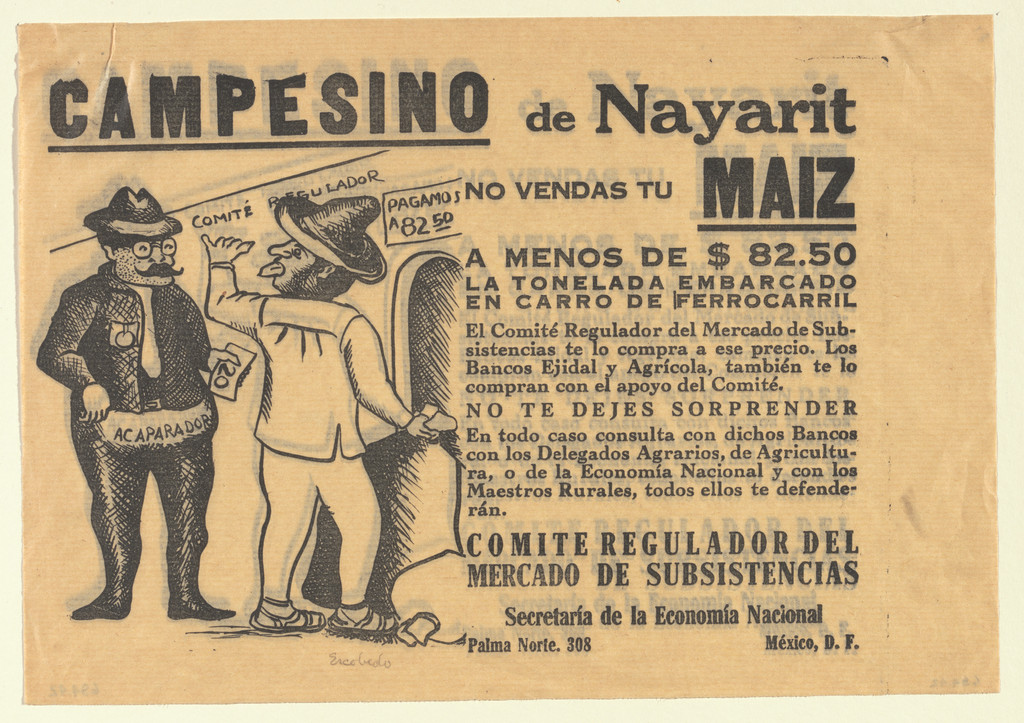 CAMPESINO de Nayarit
COMITÉ REGULADOR
PAGAMOS
A 82 50
120
ACAPARADOR
NO VENDAS TU MAIZ
A MENOS DE $ 82.50
LA TONELADA EMBARCADO
EN CARRO DE FERROCARRIL
El Comité Regulador del Mercado de Sub-
sistencias te lo compra a ese precio. Los
Bancos Ejidal y Agrícola, también te lo
compran con el apoyo del Comité.
NO TE DEJES SORPRENDER
En todo caso consulta con dichos Bancos
con los Delegados Agrarios, de Agricultu-
ra, o de la Economía Nacional y con los
Maestros Rurales, todos ellos te defende-
rán.
COMITE REGULADOR DEL
MERCADO DE SUBSISTENCIAS
Secretaría de la Economía Nacional
Palma Norte. 308 México, D. F.
Escobedo